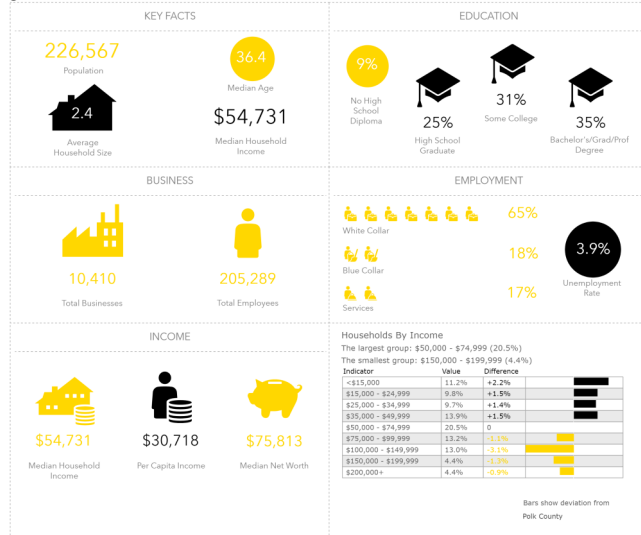 KEY FACTS
226,567
Population
36.4
Median Age
2.4
Average
Household Size
$54,731
Median Household
Income
EDUCATION
9%
No High
School
Diploma
25%
High School
Graduate
31%
Some College
35%
Bachelor's/Grad/Prof
Degree
BUSINESS
10,410
Total Businesses
205,289
Total Employees
EMPLOYMENT
65%
White Collar
18%
Blue Collar
17%
Services
3.9%
Unemployment
Rate
INCOME
$54,731
Median Household
Income
$30,718
Per Capita Income
$75,813
Median Net Worth
Households By Income
The largest group: $50,000 - $74,999 (20.5%)
The smallest group: $150,000 - $199,999 (4.4%)
Indicator Value Difference
<$15,000 11.2% +2.2%
$15,000 - $24,999 9.8% +1.5%
$25,000 - $34,999 9.7% +1.4%
$35,000 - $49,999 13.9% +1.5%
$50,000 - $74,999 20.5% 0
$75,000 - $99,999 13.2% -1.1%
$100,000 - $149,999 13.0% -3.1%
$150,000 - $199,999 4.4% -1.3%
$200,000+ 4.4% -0.9%
Bars show deviation from
Polk County